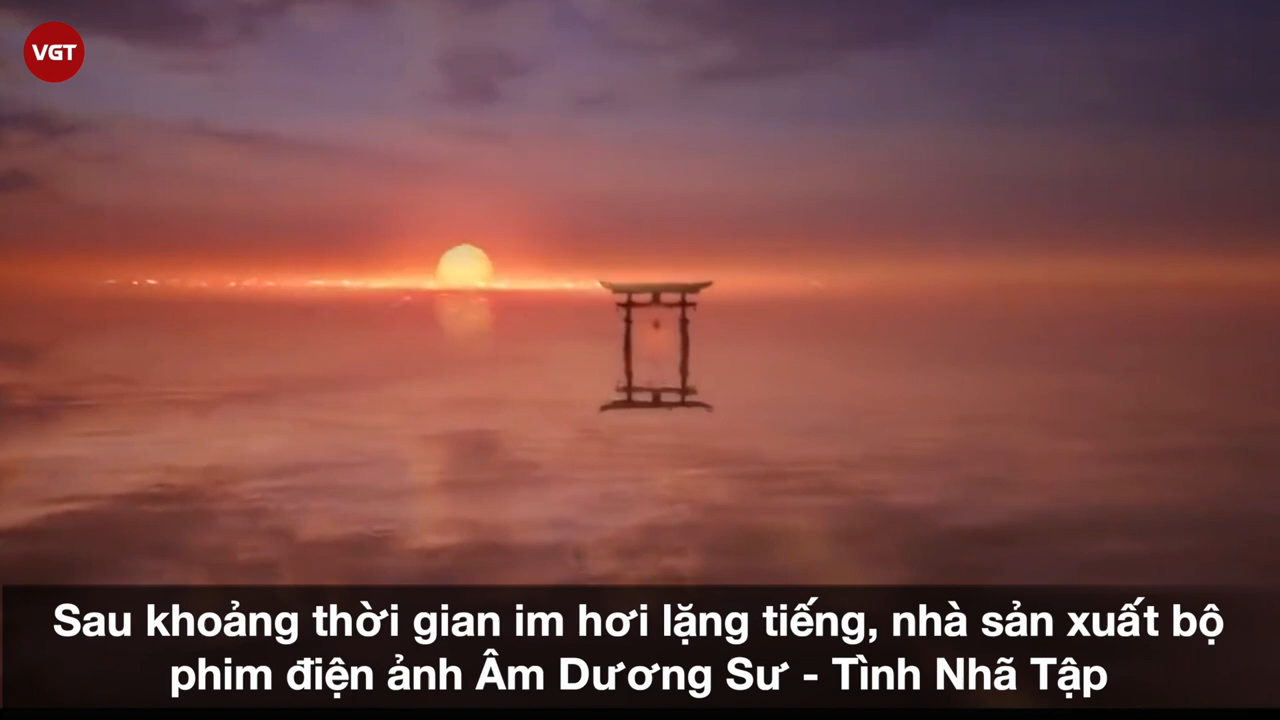 VGT
Sau khoảng thời gian im hơi lặng tiếng, nhà sản xuất bộ
phim điện ảnh Âm Dương Sư - Tình Nhã Tập